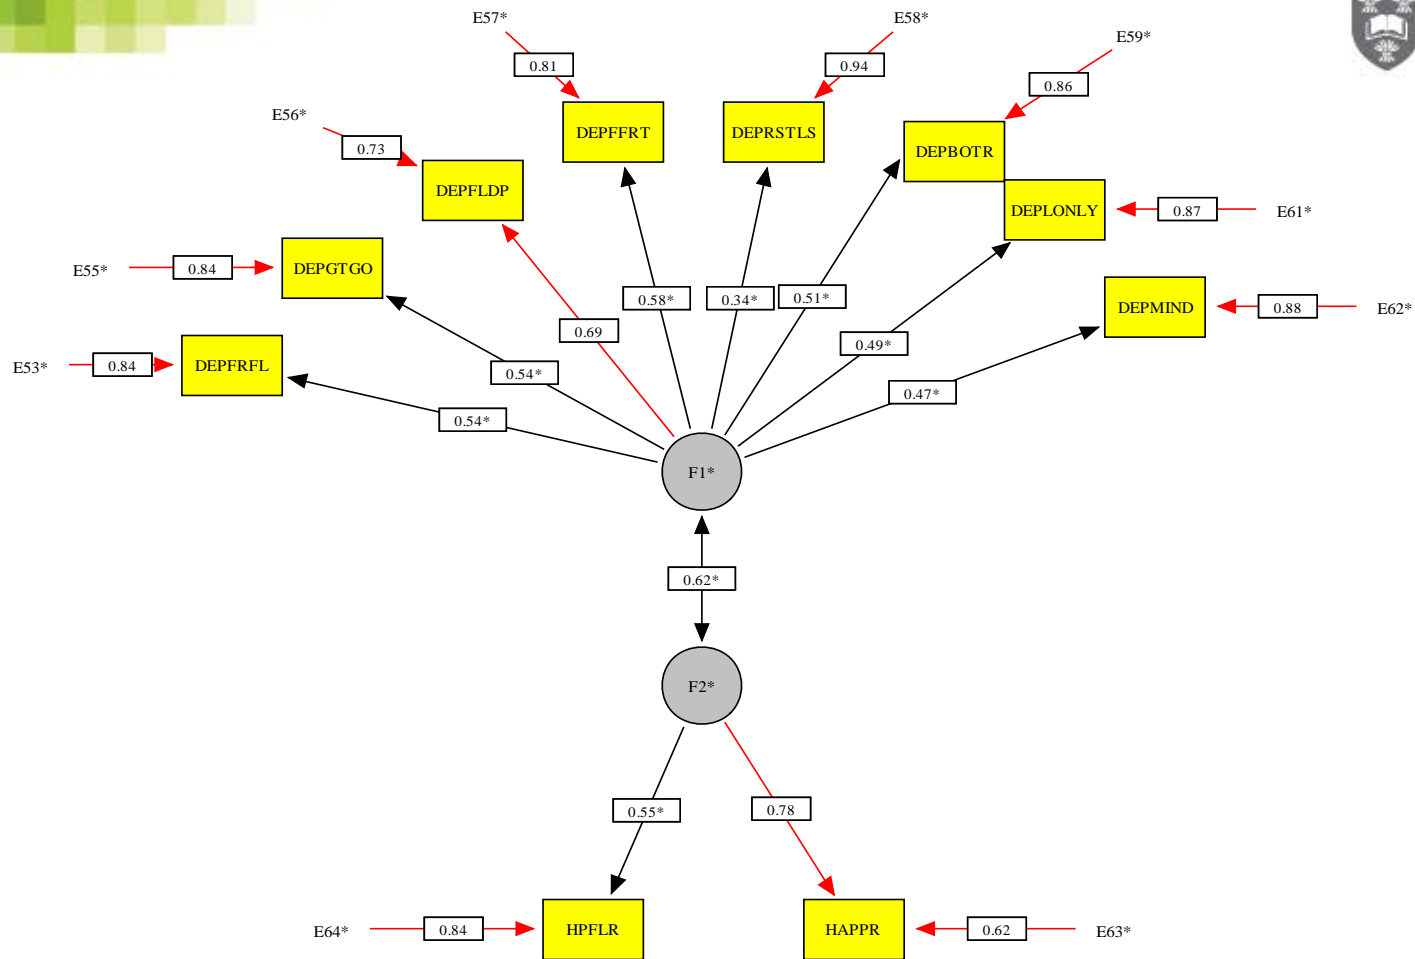 E57*
E58*
E59*
0.81
0.94
0.86
E56*
0.73
DEPFFRT
DEPRSTLS
DEPBOTR
DEPFLDP
DEPLONLY
0.87
E61*
E55*
0.84
DEPGTGO
0.58*
0.34*
0.51*
DEPMIND
0.88
E62*
0.69
0.49*
E53*
0.84
DEPFRFL
0.54*
0.47*
0.54*
F1*
0.62*
F2*
0.55*
0.78
E64*
0.84
HPFLR
HAPPR
0.62
E63*